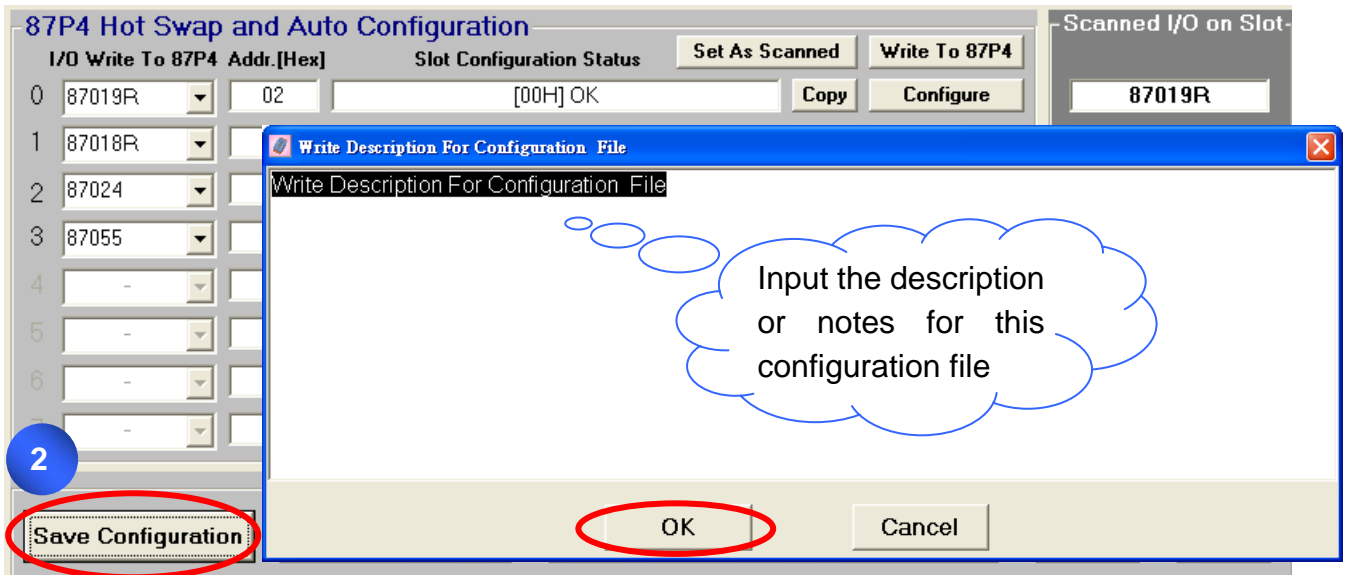 87P4 Hot Swap and Auto Configuration
Scanned I/O on Slot
I/O Write To 87P4 Addr.[Hex] Slot Configuration Status Set As Scanned Write To 87P4
0 87019R 02 [00H] OK Copy Configure 87019R
1 87018R
2 87024
3 87055
4 -
5 -
6 -
-
Write Description For Configuration File
Write Description For Configuration File
Input the description
or notes for this
configuration file
OK Cancel
2
Save Configuration